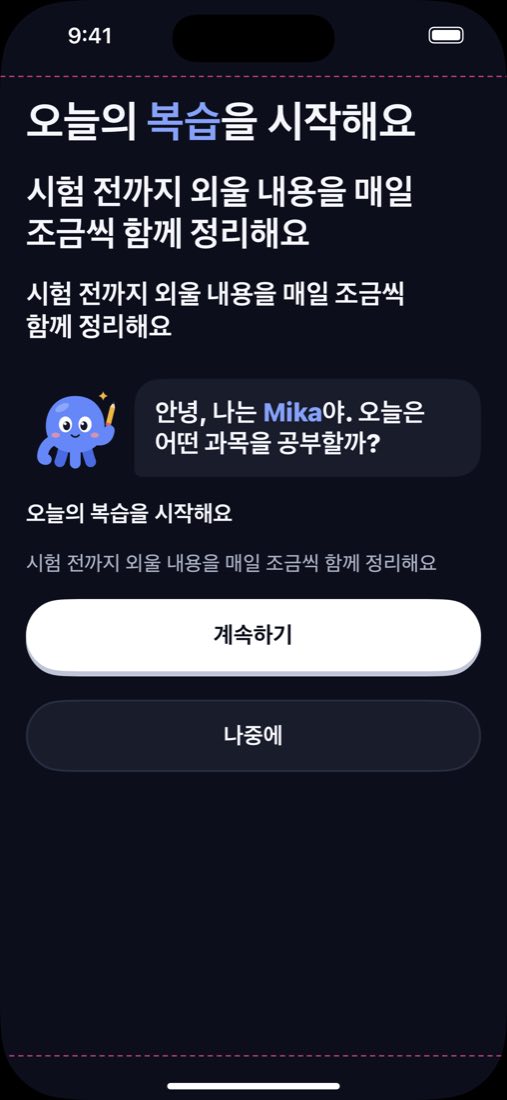 9:41
오늘의 복습을 시작해요
시험 전까지 외울 내용을 매일
조금씩 함께 정리해요
시험 전까지 외울 내용을 매일 조금씩
함께 정리해요
안녕, 나는 Mika야. 오늘은
어떤 과목을 공부할까?
오늘의 복습을 시작해요
시험 전까지 외울 내용을 매일 조금씩 함께 정리해요
계속하기
나중에